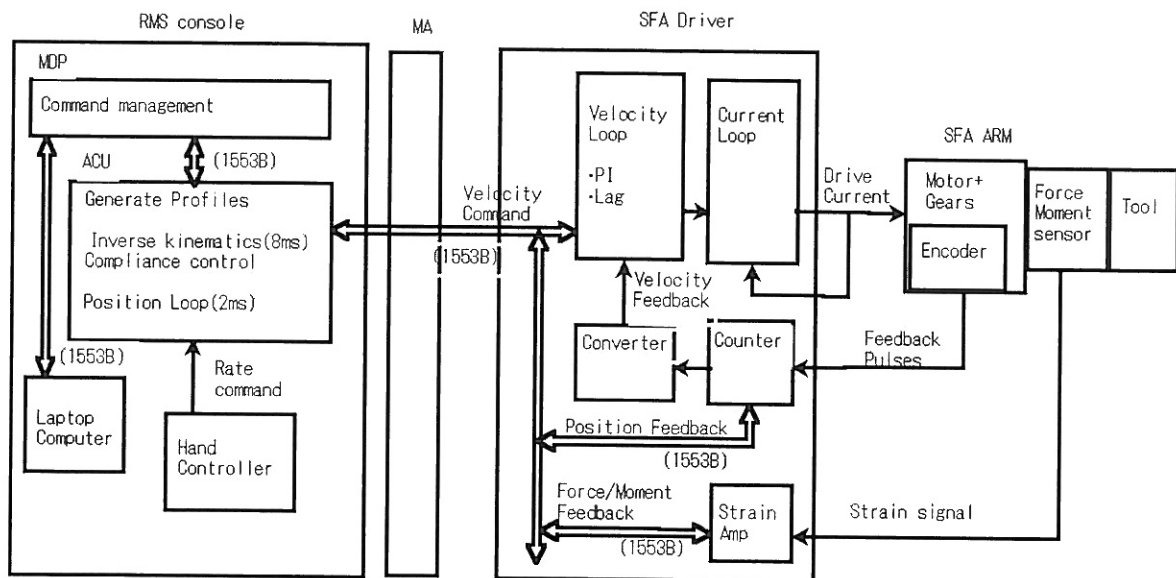 RMS console
MA
SFA Driver
MDP
Command management
(1553B)
ACU
Generate Profiles
Inverse kinematics(8ms)
Compliance control
Position Loop(2ms)
(1553B)
Rate
command
Laptop
Computer
Hand
Controller
Velocity
Command
(1553B)
Velocity
Loop
・PI
・Lag
Current
Loop
Velocity
Feedback
Converter
Counter
Position Feedback
(1553B)
Force/Moment
Feedback
(1553B)
Strain
Amp
Drive
Current
SFA ARM
Motor+
Gears
Encoder
Force
Moment
sensor
Tool
Feedback
Pulses
Strain signal